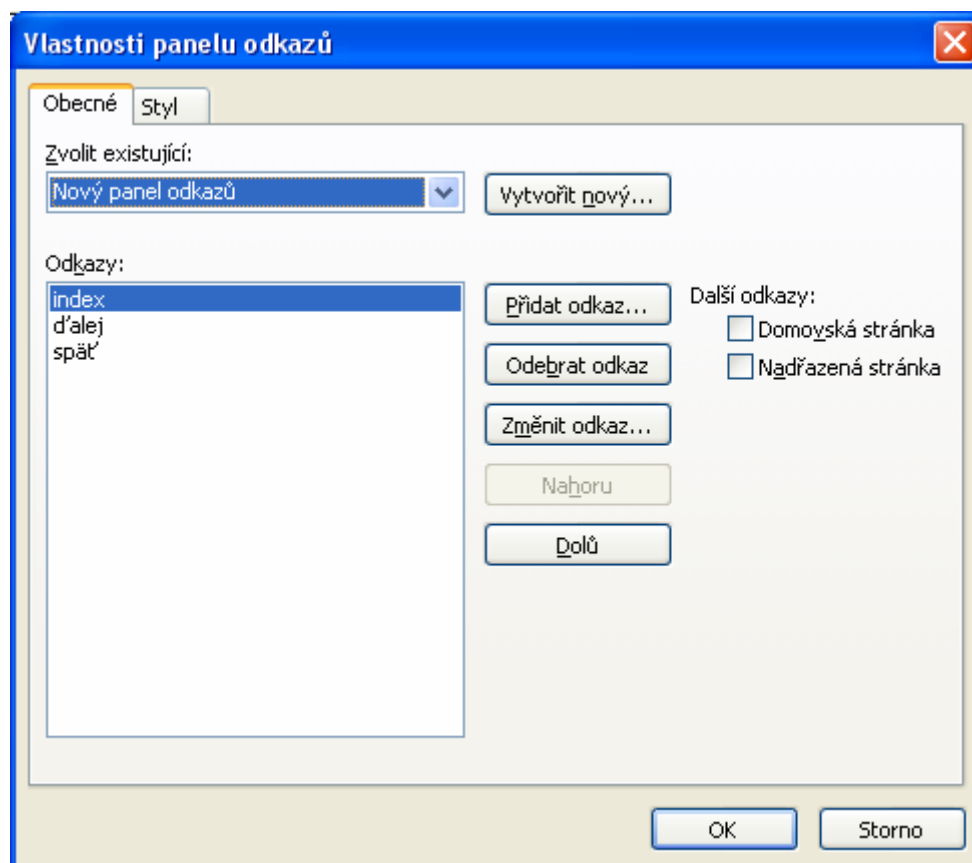 Vlastnosti panelu odkazů
Obecné
Styl
Zvolit existující:
Nový panel odkazů
Vytvořit nový...
Odkazy:
index
ďalej
späť
Přidat odkaz...
Odebrat odkaz
Změnit odkaz...
Nahoru
Dolů
Další odkazy:
Domovská stránka
Nadřazená stránka
OK
Storno